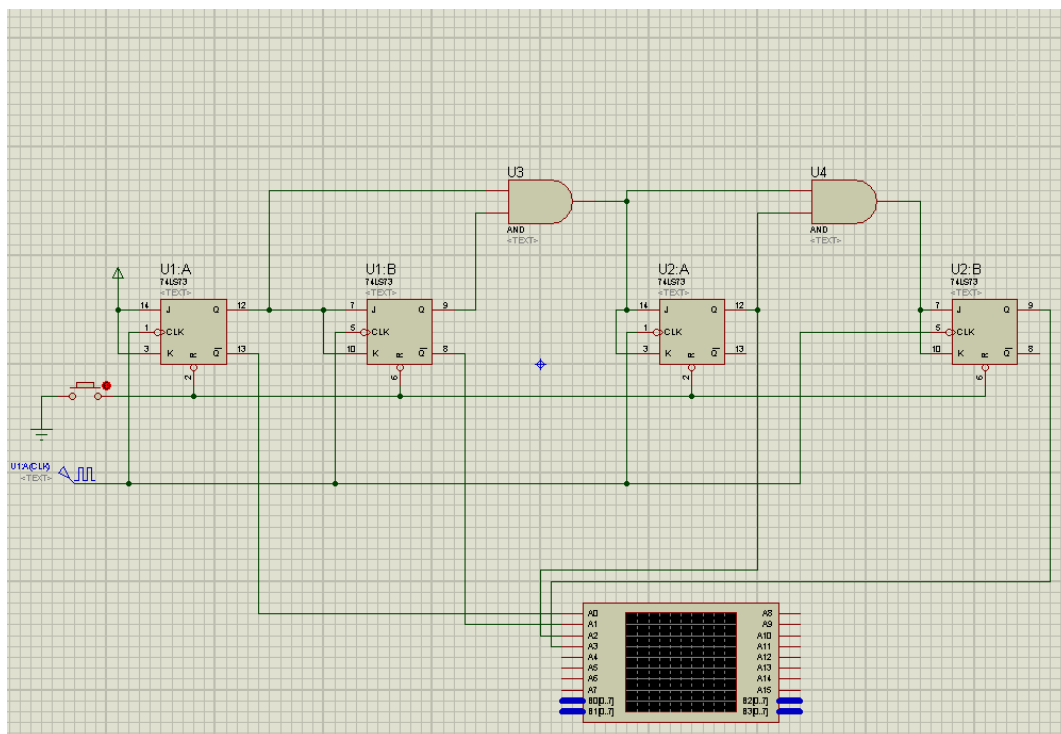 U3
U4
AND
<TEXT>
AND
<TEXT>
U1:A
74LS73
<TEXT>
U1:B
74LS73
<TEXT>
U2:A
74LS73
<TEXT>
U2:B
74LS73
<TEXT>
14 J Q 12
1 CLK
3 K R Q 13
2
7 J Q 9
5 CLK
10 K R Q 8
6
14 J Q 12
1 CLK
3 K R Q 13
2
7 J Q 9
5 CLK
10 K R Q 8
6
U1:A(CLK)
<TEXT>
A0 A8
A1 A9
A2 A10
A3 A11
A4 A12
A5 A13
A6 A14
A7 A15
B0[0..7] B2[0..7]
B1[0..7] B3[0..7]